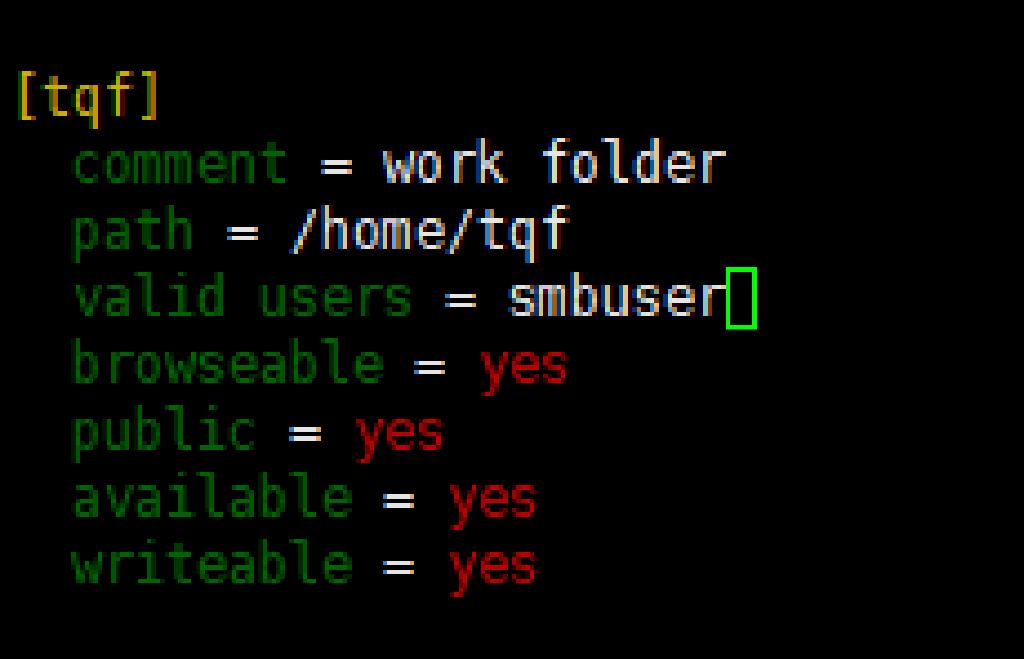 [tqf]
comment = work folder
path = /home/tqf
valid users = smbuser
browseable = yes
public = yes
available = yes
writeable = yes